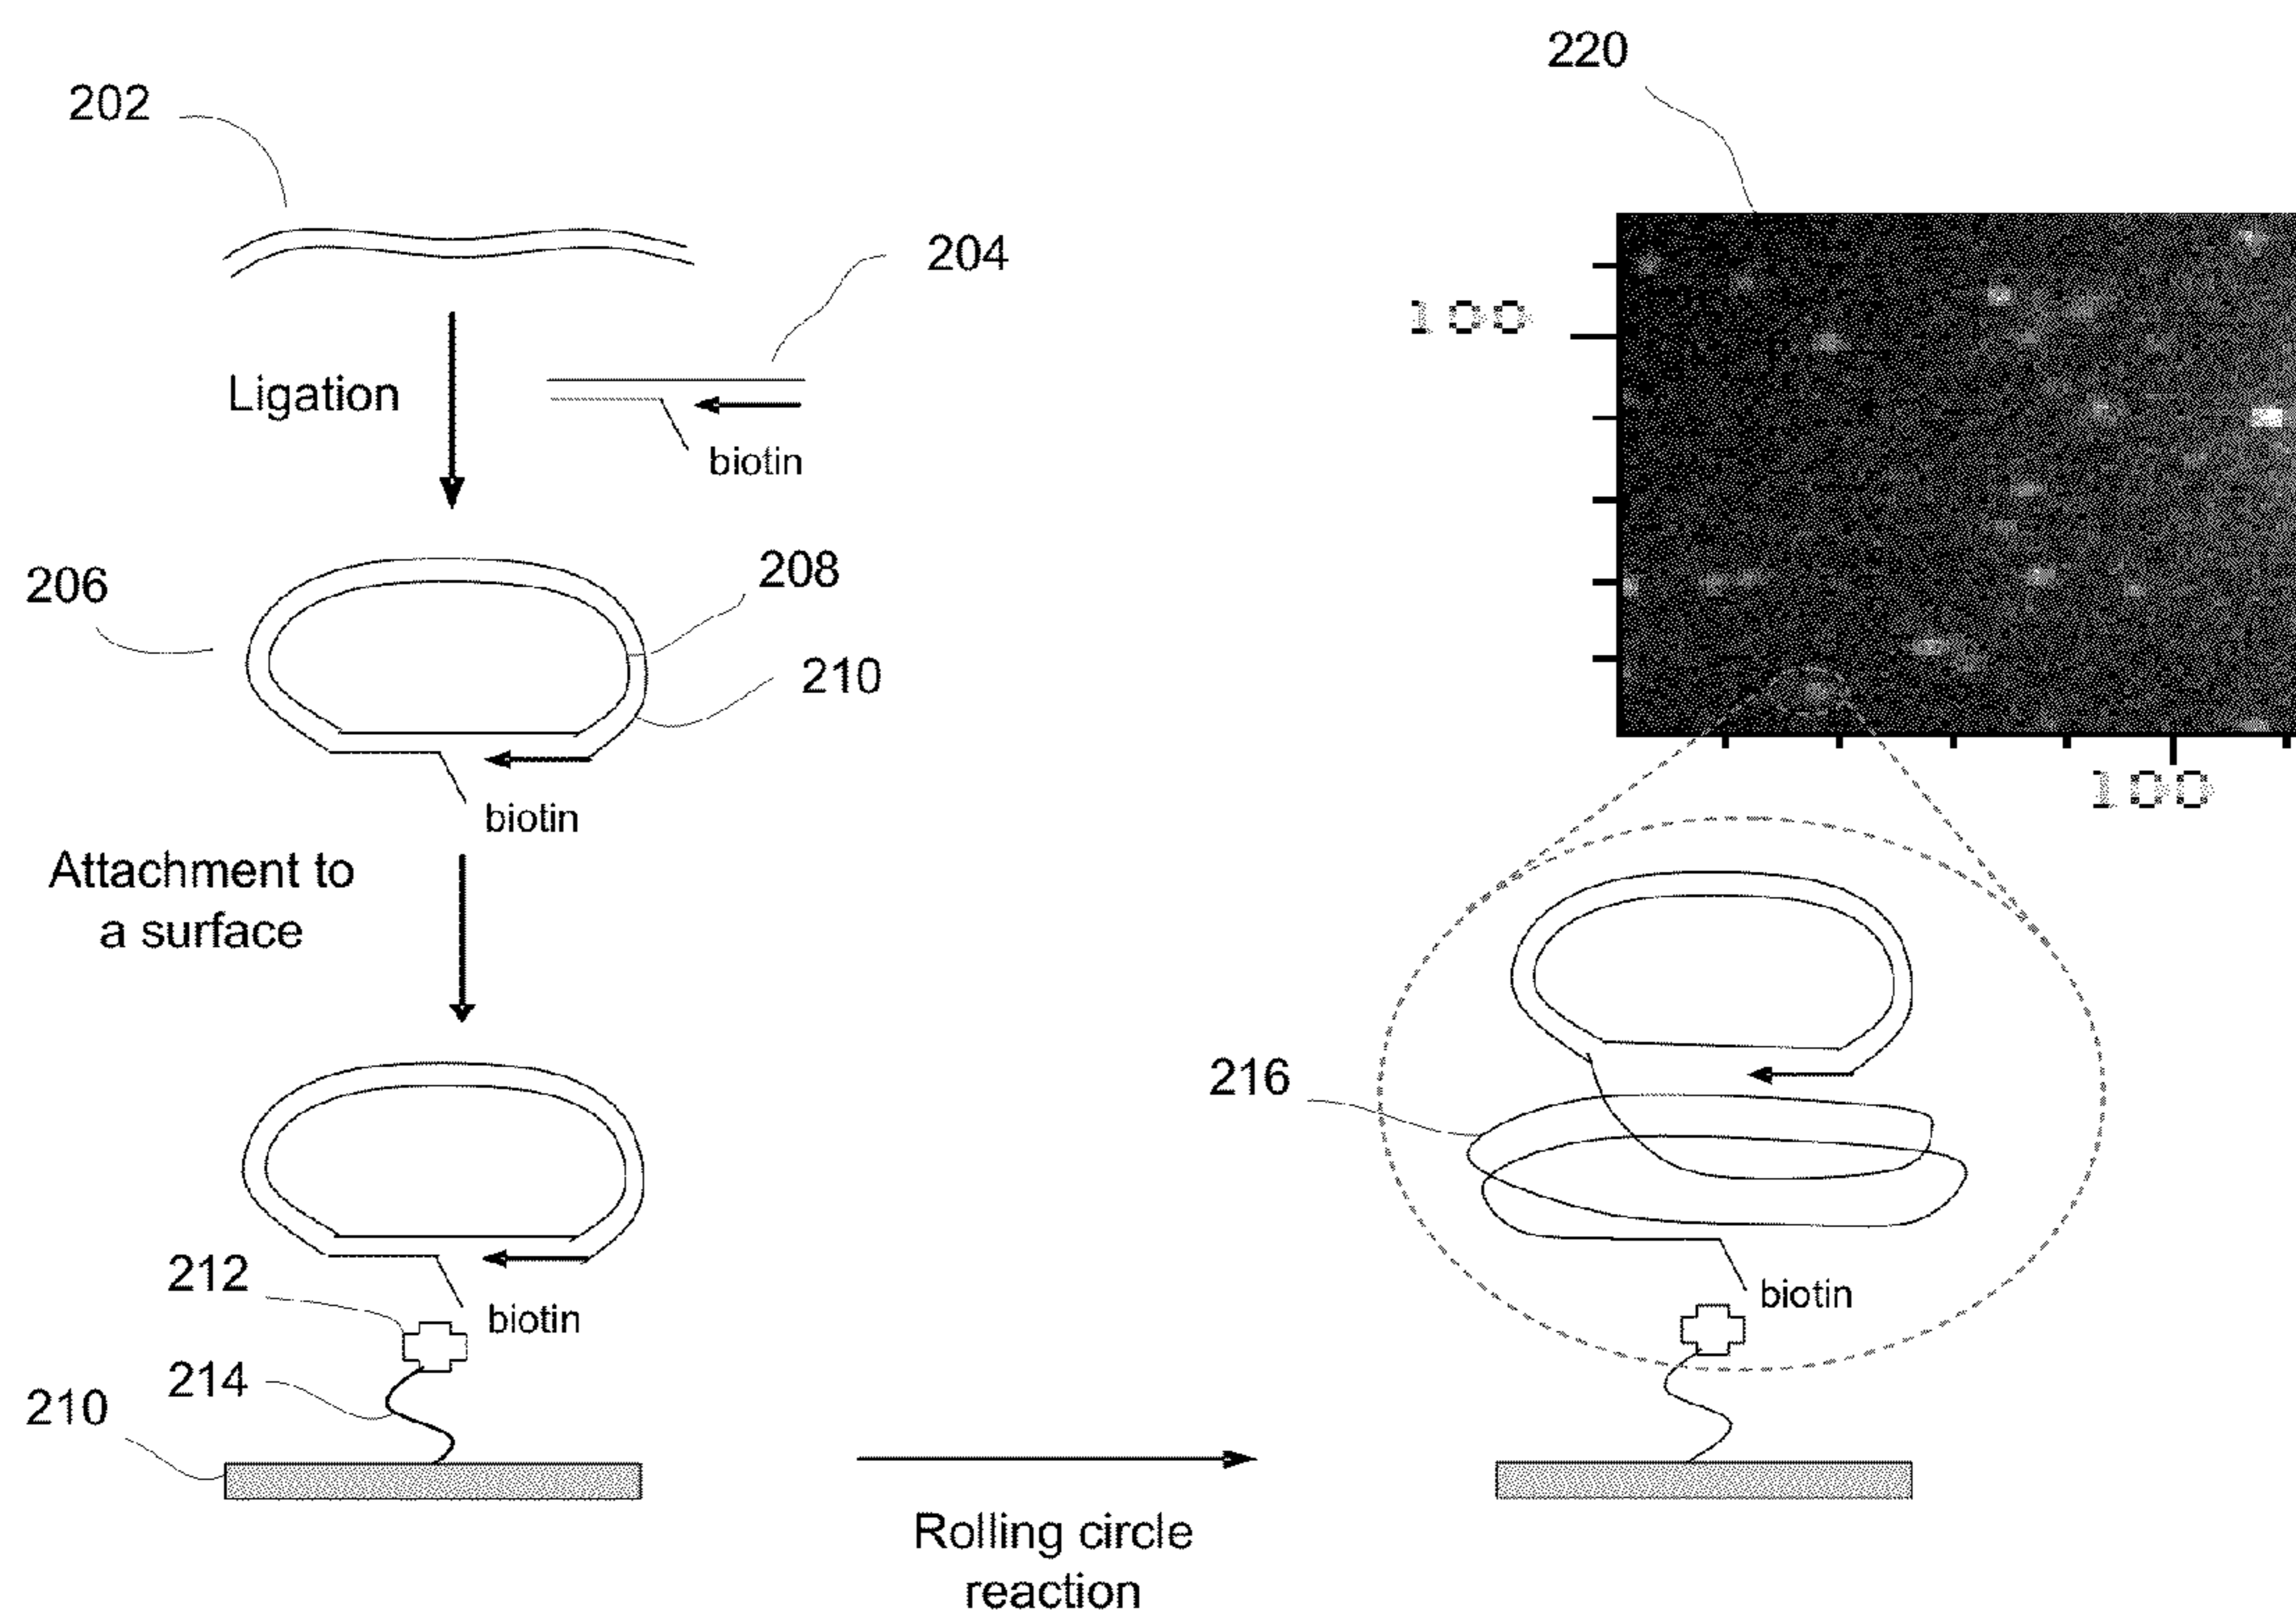 202
204
Ligation
biotin
206
208
210
biotin
Attachment to
a surface
212
biotin
214
210
Rolling circle
reaction
220
100
100
216
biotin